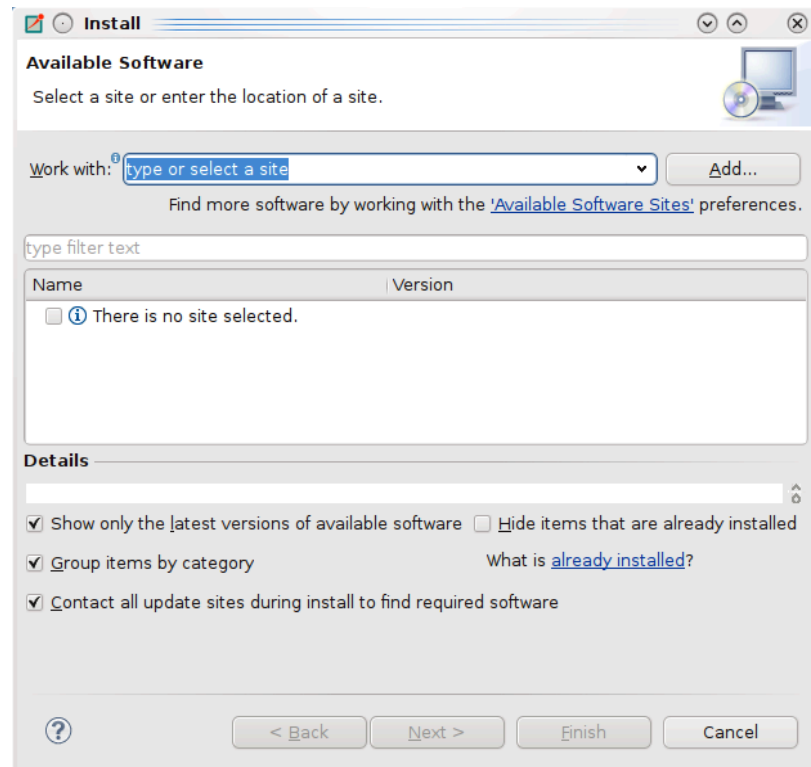 Install
Available Software
Select a site or enter the location of a site.
Work with: type or select a site Add...
Find more software by working with the 'Available Software Sites' preferences.
type filter text
Name Version
There is no site selected.
Details
Show only the latest versions of available software Hide items that are already installed
Group items by category What is already installed?
Contact all update sites during install to find required software
? < Back Next > Finish Cancel